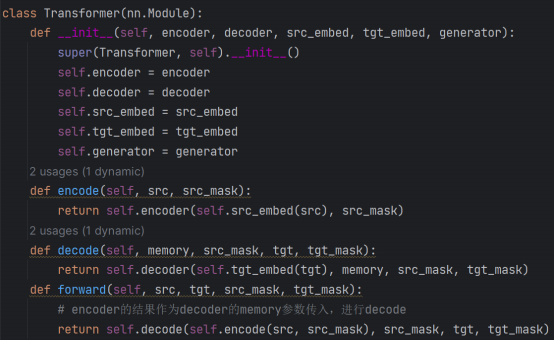 class Transformer(nn.Module):
    def __init__(self, encoder, decoder, src_embed, tgt_embed, generator):
        super(Transformer, self).__init__()
        self.encoder = encoder
        self.decoder = decoder
        self.src_embed = src_embed
        self.tgt_embed = tgt_embed
        self.generator = generator
    2 usages (1 dynamic)
    def encode(self, src, src_mask):
        return self.encoder(self.src_embed(src), src_mask)
    2 usages (1 dynamic)
    def decode(self, memory, src_mask, tgt, tgt_mask):
        return self.decoder(self.tgt_embed(tgt), memory, src_mask, tgt_mask)
    def forward(self, src, tgt, src_mask, tgt_mask):
        # encoder的结果作为decoder的memory参数传入，进行decode
        return self.decode(self.encode(src, src_mask), src_mask, tgt, tgt_mask)